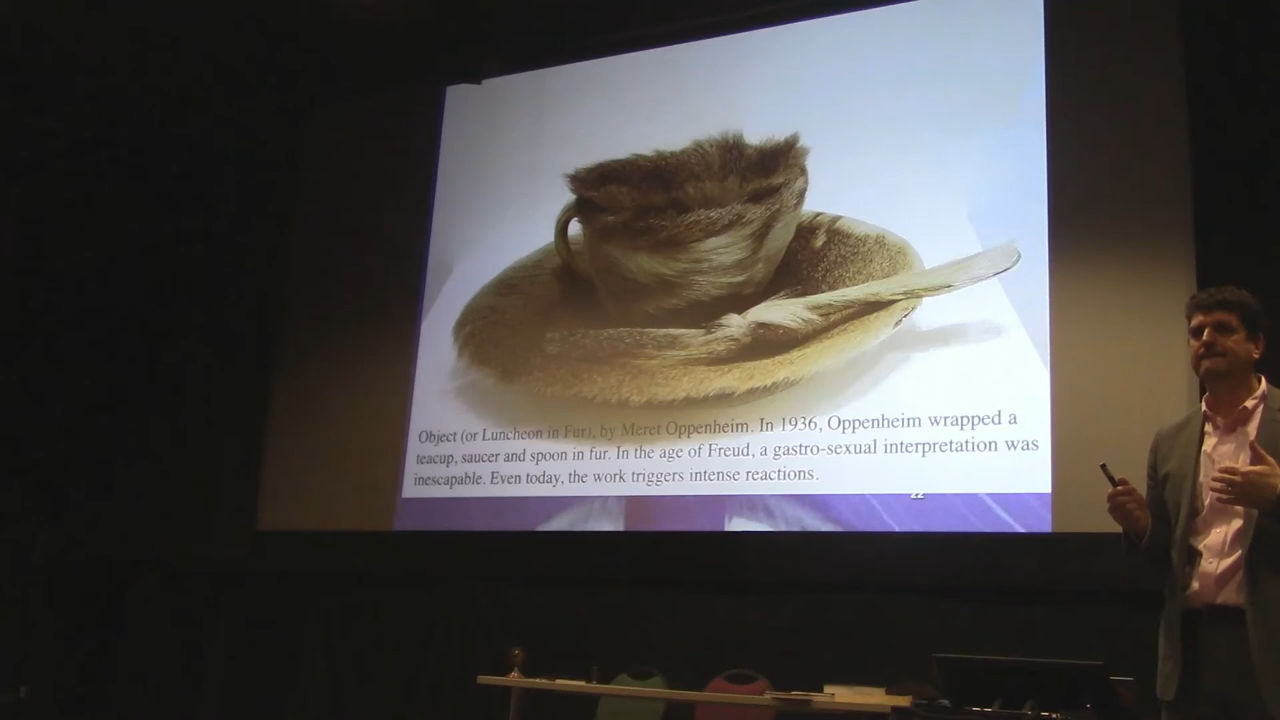 Object (or Luncheon in Fur), by Meret Oppenheim. In 1936, Oppenheim wrapped a
teacup, saucer and spoon in fur. In the age of Freud, a gastro-sexual interpretation was
inescapable. Even today, the work triggers intense reactions.
22